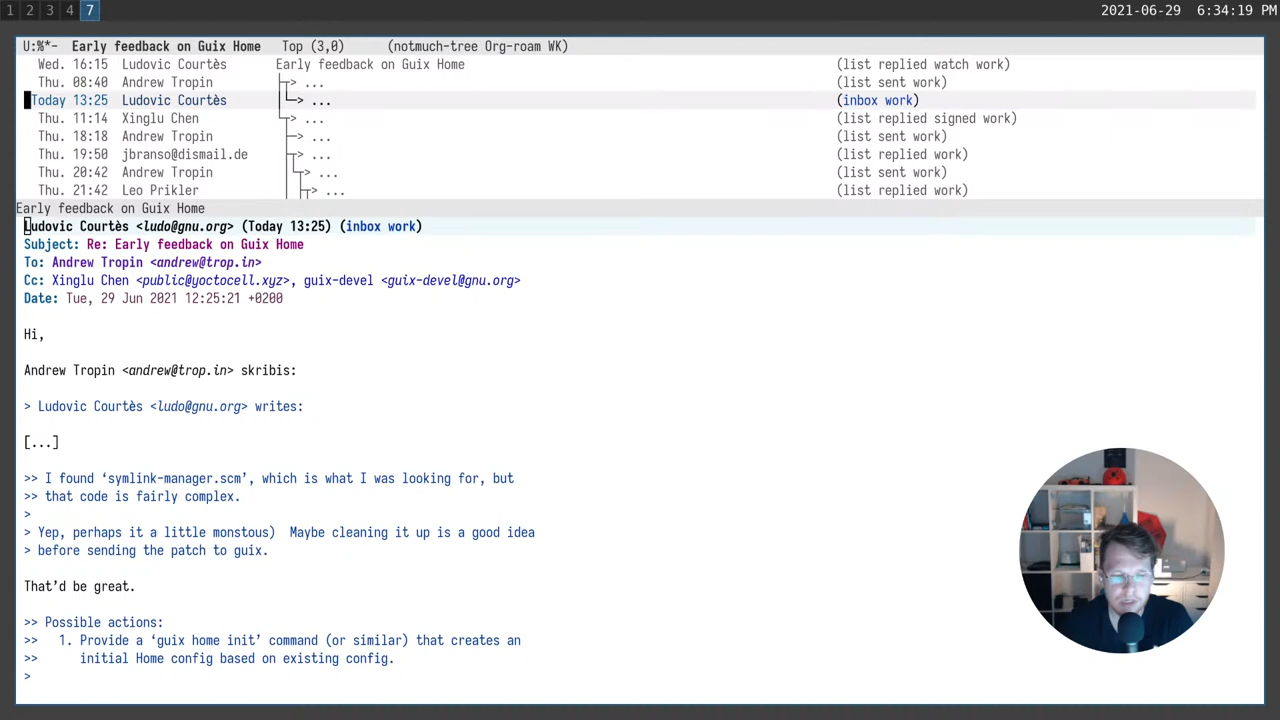 1 2 3 4 7 2021-06-29 6:34:19 PM
U:%*- Early feedback on Guix Home Top (3,0) (notmuch-tree Org-roam WK)
Wed. 16:15 Ludovic Courtès Early feedback on Guix Home (list replied watch work)
Thu. 08:40 Andrew Tropin ├┬> ... (list sent work)
Today 13:25 Ludovic Courtès │└─> ... (inbox work)
Thu. 11:14 Xinglu Chen └┬> ... (list replied signed work)
Thu. 18:18 Andrew Tropin ├─> ... (list sent work)
Thu. 19:50 jbranso@dismail.de ├┬> ... (list replied work)
Thu. 20:42 Andrew Tropin │└┬> ... (list sent work)
Thu. 21:42 Leo Prikler │ ├┬> ... (list replied work)
Early feedback on Guix Home
Ludovic Courtès <ludo@gnu.org> (Today 13:25) (inbox work)
Subject: Re: Early feedback on Guix Home
To: Andrew Tropin <andrew@trop.in>
Cc: Xinglu Chen <public@yoctocell.xyz>, guix-devel <guix-devel@gnu.org>
Date: Tue, 29 Jun 2021 12:25:21 +0200
Hi,
Andrew Tropin <andrew@trop.in> skribis:
> Ludovic Courtès <ludo@gnu.org> writes:
[...]
>> I found ‘symlink-manager.scm’, which is what I was looking for, but
>> that code is fairly complex.
>
> Yep, perhaps it a little monstous) Maybe cleaning it up is a good idea
> before sending the patch to guix.
That’d be great.
>> Possible actions:
>> 1. Provide a ‘guix home init’ command (or similar) that creates an
>> initial Home config based on existing config.
>